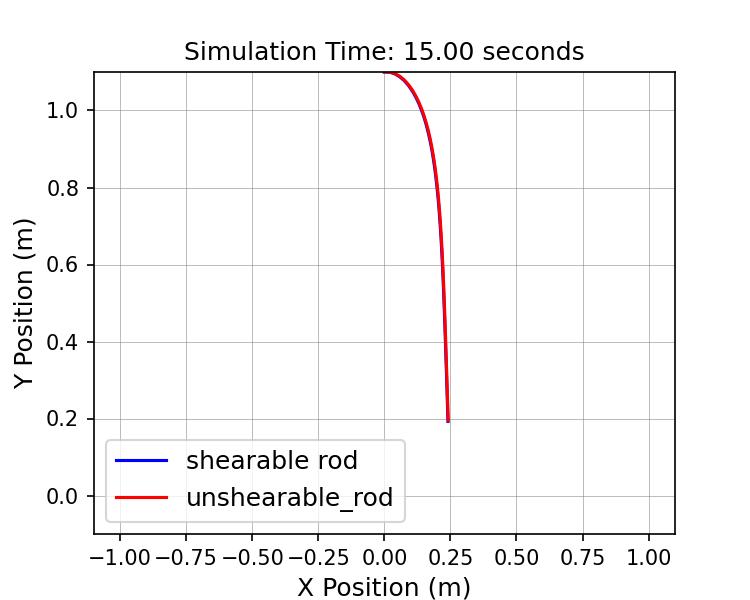 Simulation Time: 15.00 seconds
1.0
0.8
0.6
0.4
0.2
0.0
Y Position (m)
shearable rod
unshearable_rod
−1.00 −0.75 −0.50 −0.25 0.00 0.25 0.50 0.75 1.00
X Position (m)